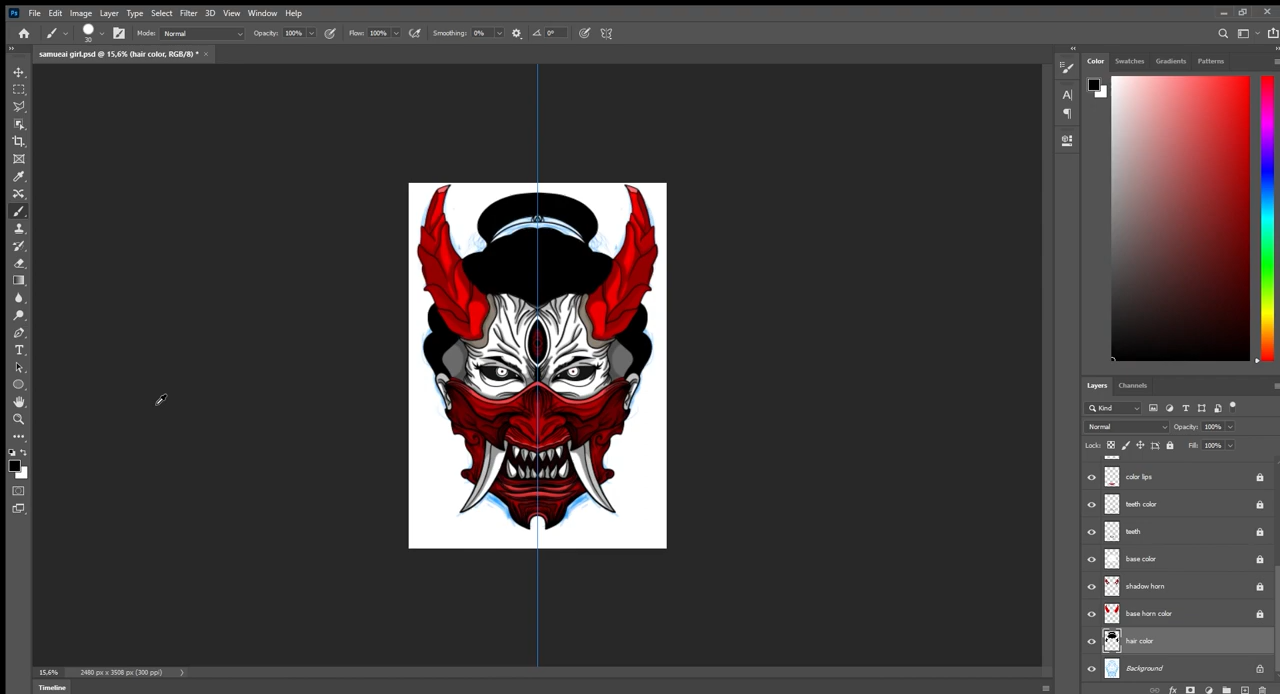 Ps File Edit Image Layer Type Select Filter 3D View Window Help
30 Mode: Normal Opacity: 100% Flow: 100% Smoothing: 0% 0°
samueai girl.psd @ 15,6% (hair color, RGB/8) * ×
Color Swatches Gradients Patterns
Layers Channels
Kind
Normal Opacity: 100%
Lock: Fill: 100%
color lips
teeth color
teeth
base color
shadow horn
base horn color
hair color
Background
15,6% 2480 px x 3508 px (300 ppi)
Timeline